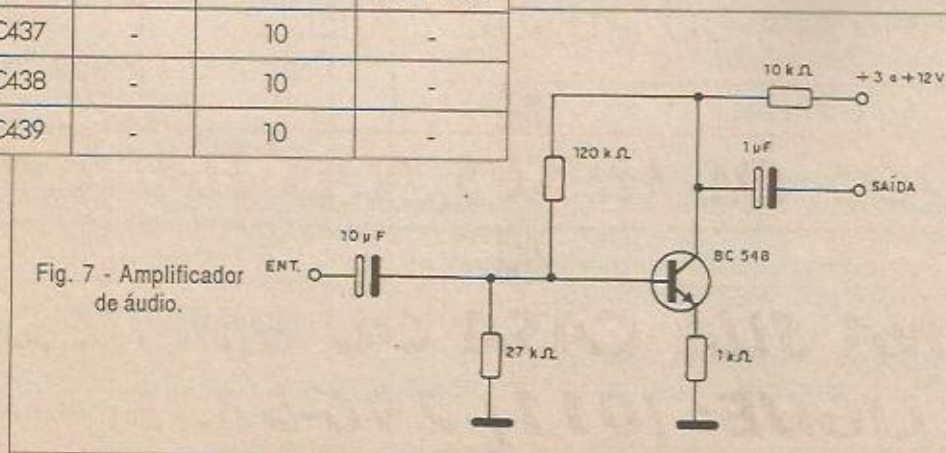 C437 - 10 -
C438 - 10 -
C439 - 10 -
10 kΩ
+3 a +12 V
120 kΩ
1 µF
SAÍDA
10 µF
ENT.
BC 548
Fig. 7 - Amplificador
de áudio.
27 kΩ
1 kΩ